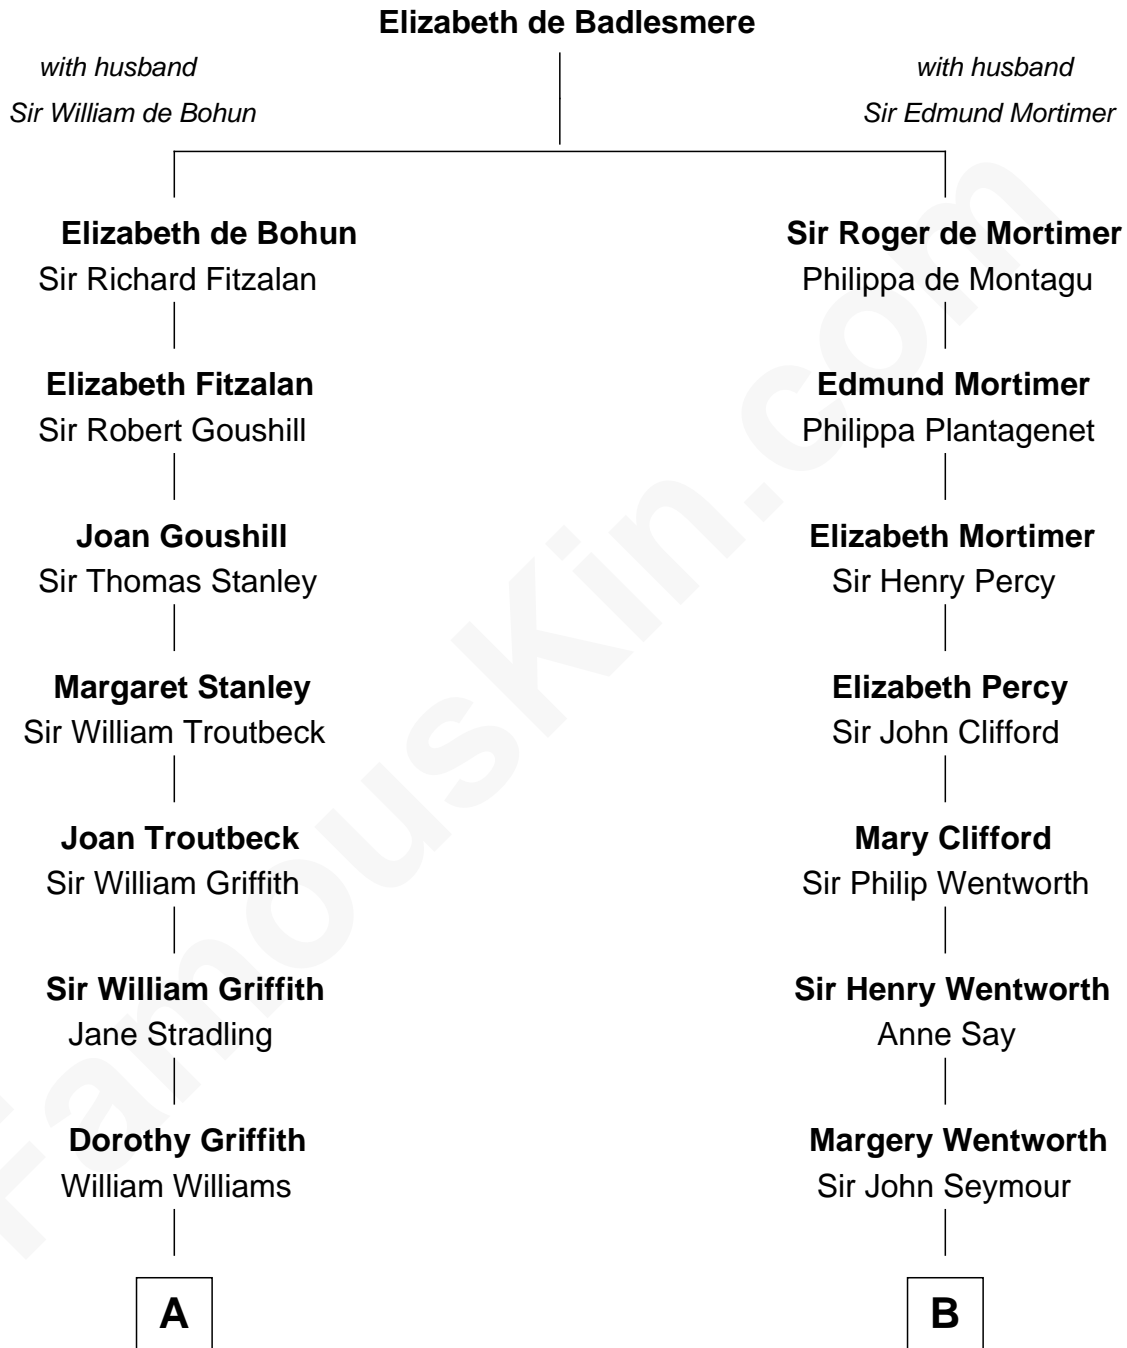 Elizabeth de Badlesmere
with husband
Sir William de Bohun
with husband
Sir Edmund Mortimer
Elizabeth de Bohun
Sir Richard Fitzalan
Sir Roger de Mortimer
Philippa de Montagu
Elizabeth Fitzalan
Sir Robert Goushill
Edmund Mortimer
Philippa Plantagenet
Joan Goushill
Sir Thomas Stanley
Elizabeth Mortimer
Sir Henry Percy
Margaret Stanley
Sir William Troutbeck
Elizabeth Percy
Sir John Clifford
Joan Troutbeck
Sir William Griffith
Mary Clifford
Sir Philip Wentworth
Sir William Griffith
Jane Stradling
Sir Henry Wentworth
Anne Say
Dorothy Griffith
William Williams
Margery Wentworth
Sir John Seymour
A
B
FamousKin.com